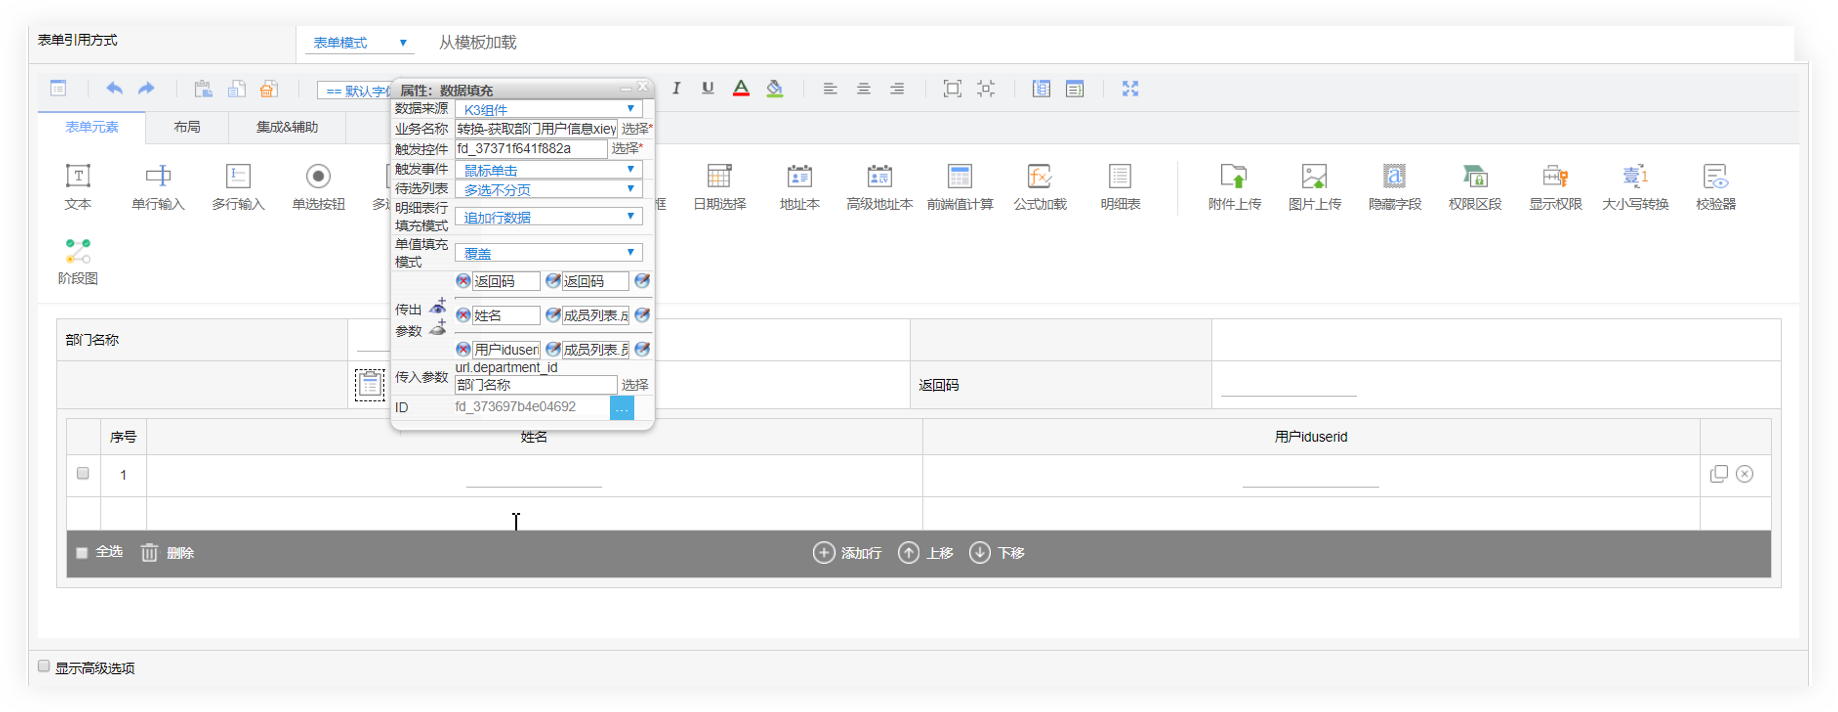 表单引用方式
表单模式 ▼ 从模板加载
== 默认字体
属性：数据填充
数据来源 K3组件
业务名称 转换-获取部门用户信息xiey 选择*
触发控件 fd_37371f641f882a 选择*
触发事件 鼠标单击
待选列表 多选不分页
明细表行填充模式 追加行数据
单值填充模式 覆盖
返回码 返回码
传出参数 姓名 成员列表.
用户iduseri 成员列表.
传入参数 url.department_id
部门名称 选择
ID fd_373697b4e04692 ...
表单元素 布局 集成&辅助
文本 单行输入 多行输入 单选按钮 多 框 日期选择 地址本 高级地址本 前端值计算 公式加载 明细表 附件上传 图片上传 隐藏字段 权限区段 显示权限 大小写转换 校验器
阶段图
部门名称
返回码
序号 姓名 用户iduserid
1
全选 删除 添加行 上移 下移
显示高级选项